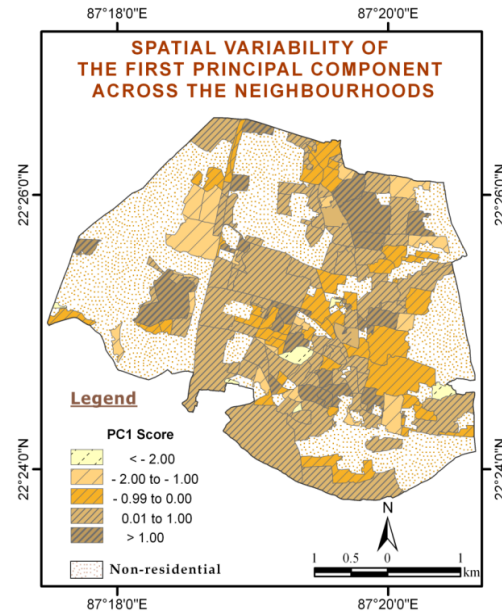 87°18'0"E 87°20'0"E
SPATIAL VARIABILITY OF
THE FIRST PRINCIPAL COMPONENT
ACROSS THE NEIGHBOURHOODS
22°26'0"N 22°26'0"N
Legend
PC1 Score
< - 2.00
- 2.00 to - 1.00
- 0.99 to 0.00
0.01 to 1.00
> 1.00
Non-residential
22°24'0"N 22°24'0"N
N
1 0.5 0 1
km
87°18'0"E 87°20'0"E